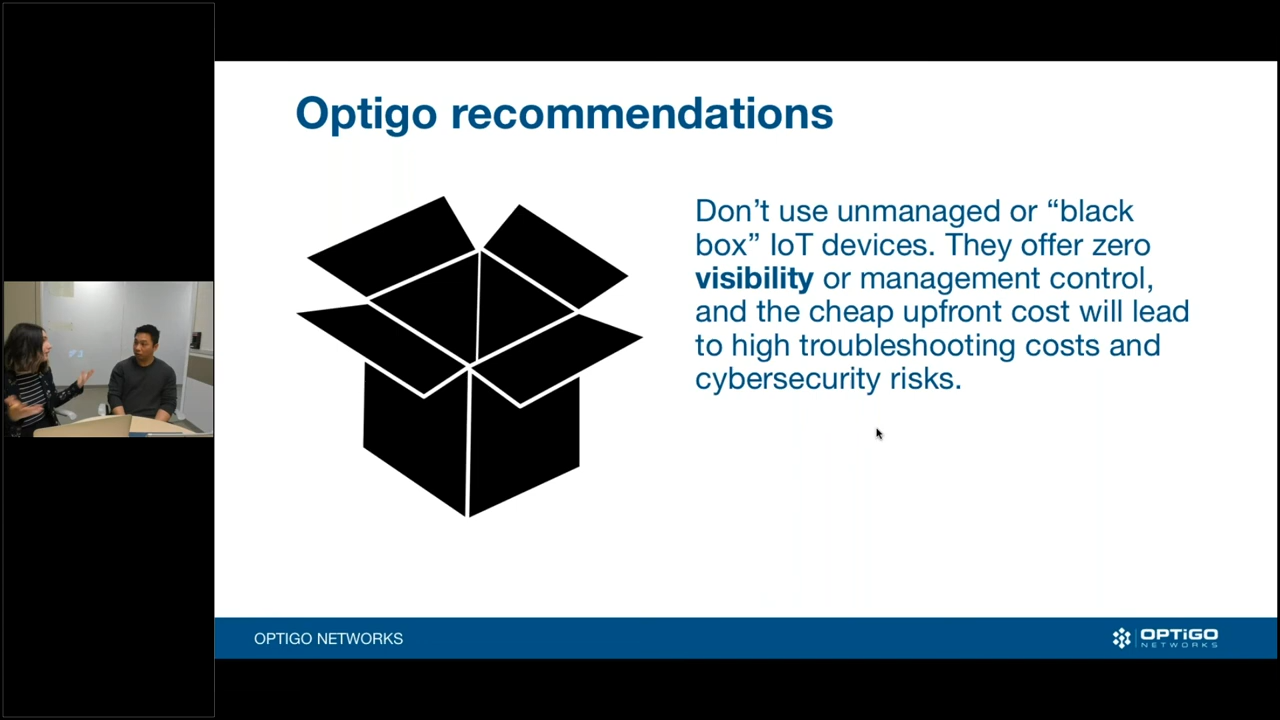 Optigo recommendations
Don’t use unmanaged or “black
box” IoT devices. They offer zero
visibility or management control,
and the cheap upfront cost will lead
to high troubleshooting costs and
cybersecurity risks.
OPTIGO NETWORKS
OPTiGO
NETWORKS